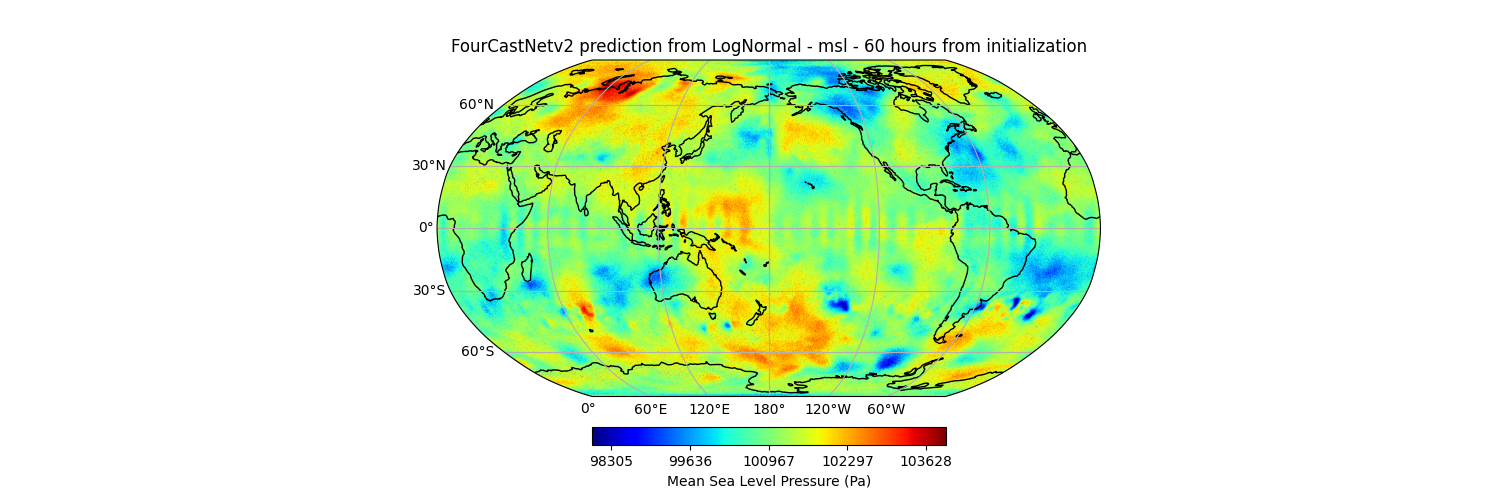 FourCastNetv2 prediction from LogNormal - msl - 60 hours from initialization
60°N
30°N
0°
30°S
60°S
0° 60°E 120°E 180° 120°W 60°W
98305 99636 100967 102297 103628
Mean Sea Level Pressure (Pa)